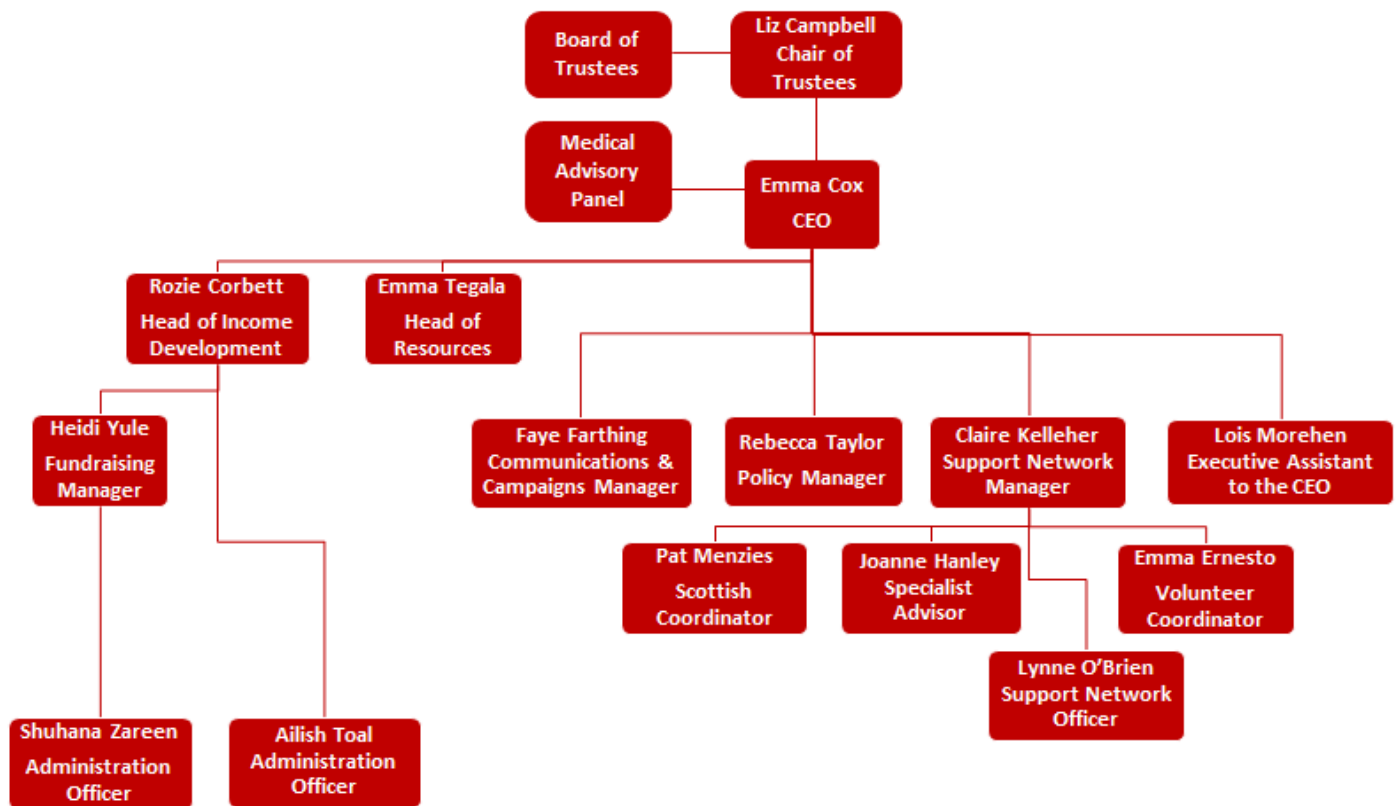 Board of
Trustees
Liz Campbell
Chair of
Trustees
Medical
Advisory
Panel
Emma Cox
CEO
Rozie Corbett
Head of Income
Development
Emma Tegala
Head of
Resources
Heidi Yule
Fundraising
Manager
Faye Farthing
Communications &
Campaigns Manager
Rebecca Taylor
Policy Manager
Claire Kelleher
Support Network
Manager
Lois Morehen
Executive Assistant
to the CEO
Pat Menzies
Scottish
Coordinator
Joanne Hanley
Specialist
Advisor
Emma Ernesto
Volunteer
Coordinator
Lynne O’Brien
Support Network
Officer
Shuhana Zareen
Administration
Officer
Ailish Toal
Administration
Officer